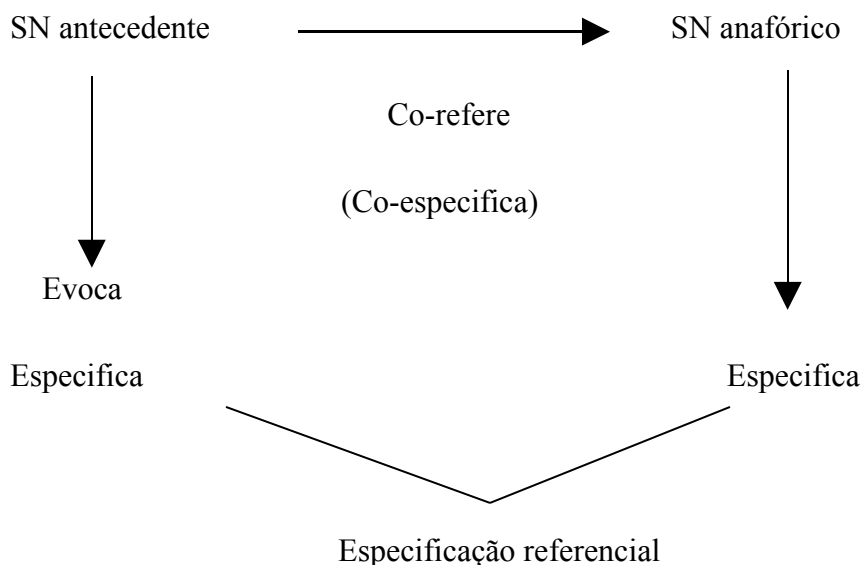 SN antecedente SN anafórico
Co-refere
(Co-especifica)
Evoca
Especifica Especifica
Especificação referencial